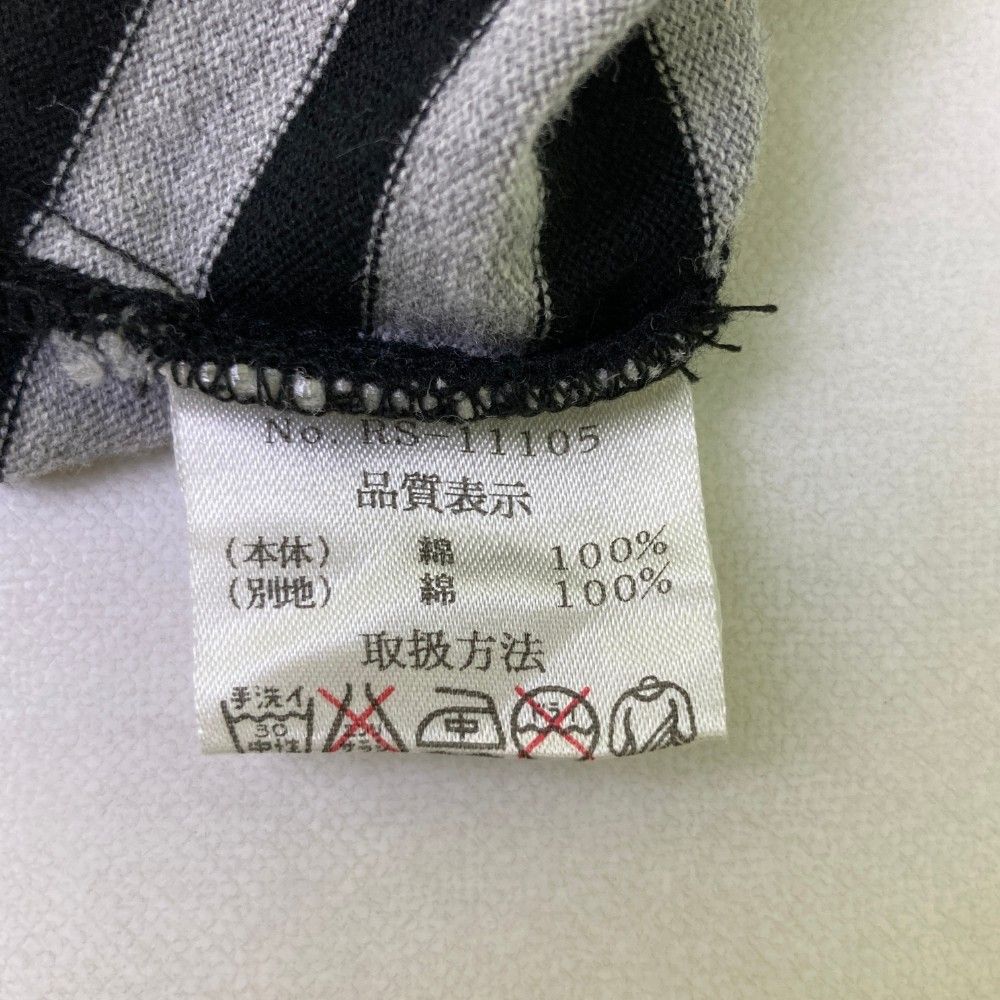 No. RS-11105
品質表示
(本体) 綿 100%
(別地) 綿 100%
取扱方法
手洗イ 中
30
中性